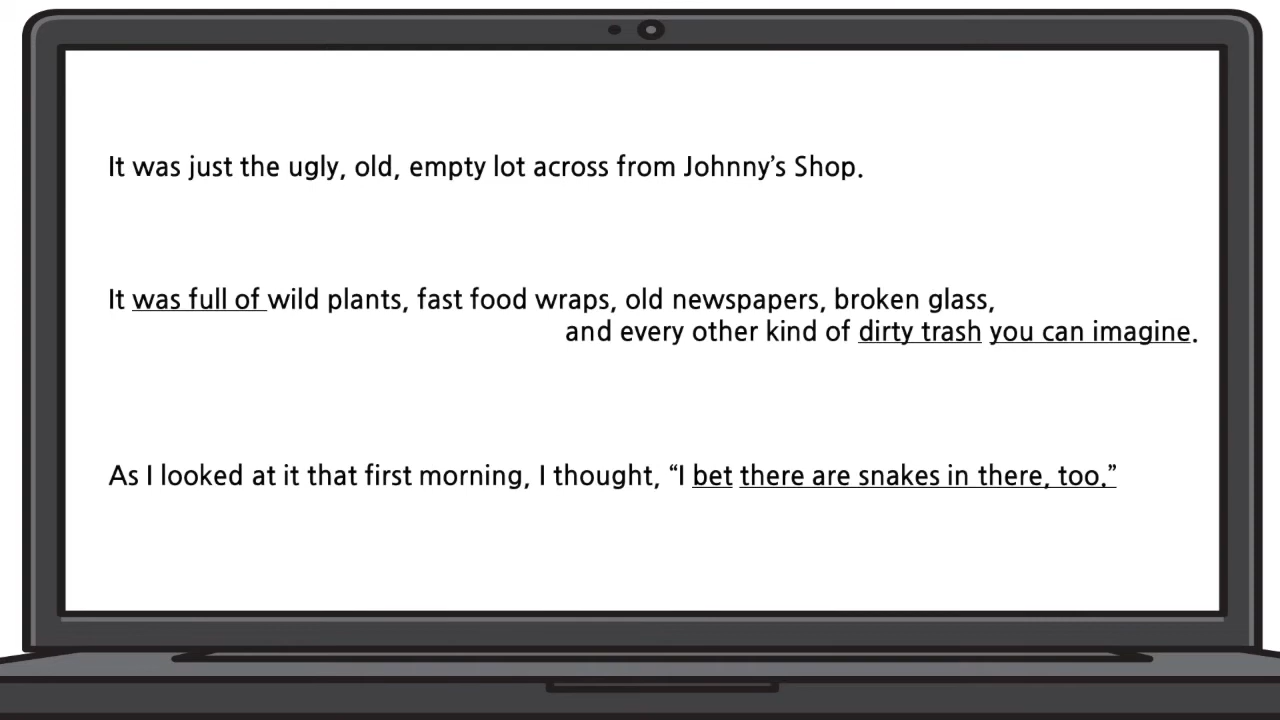 It was just the ugly, old, empty lot across from Johnny’s Shop.
It was full of wild plants, fast food wraps, old newspapers, broken glass,
and every other kind of dirty trash you can imagine.
As I looked at it that first morning, I thought, “I bet there are snakes in there, too.”